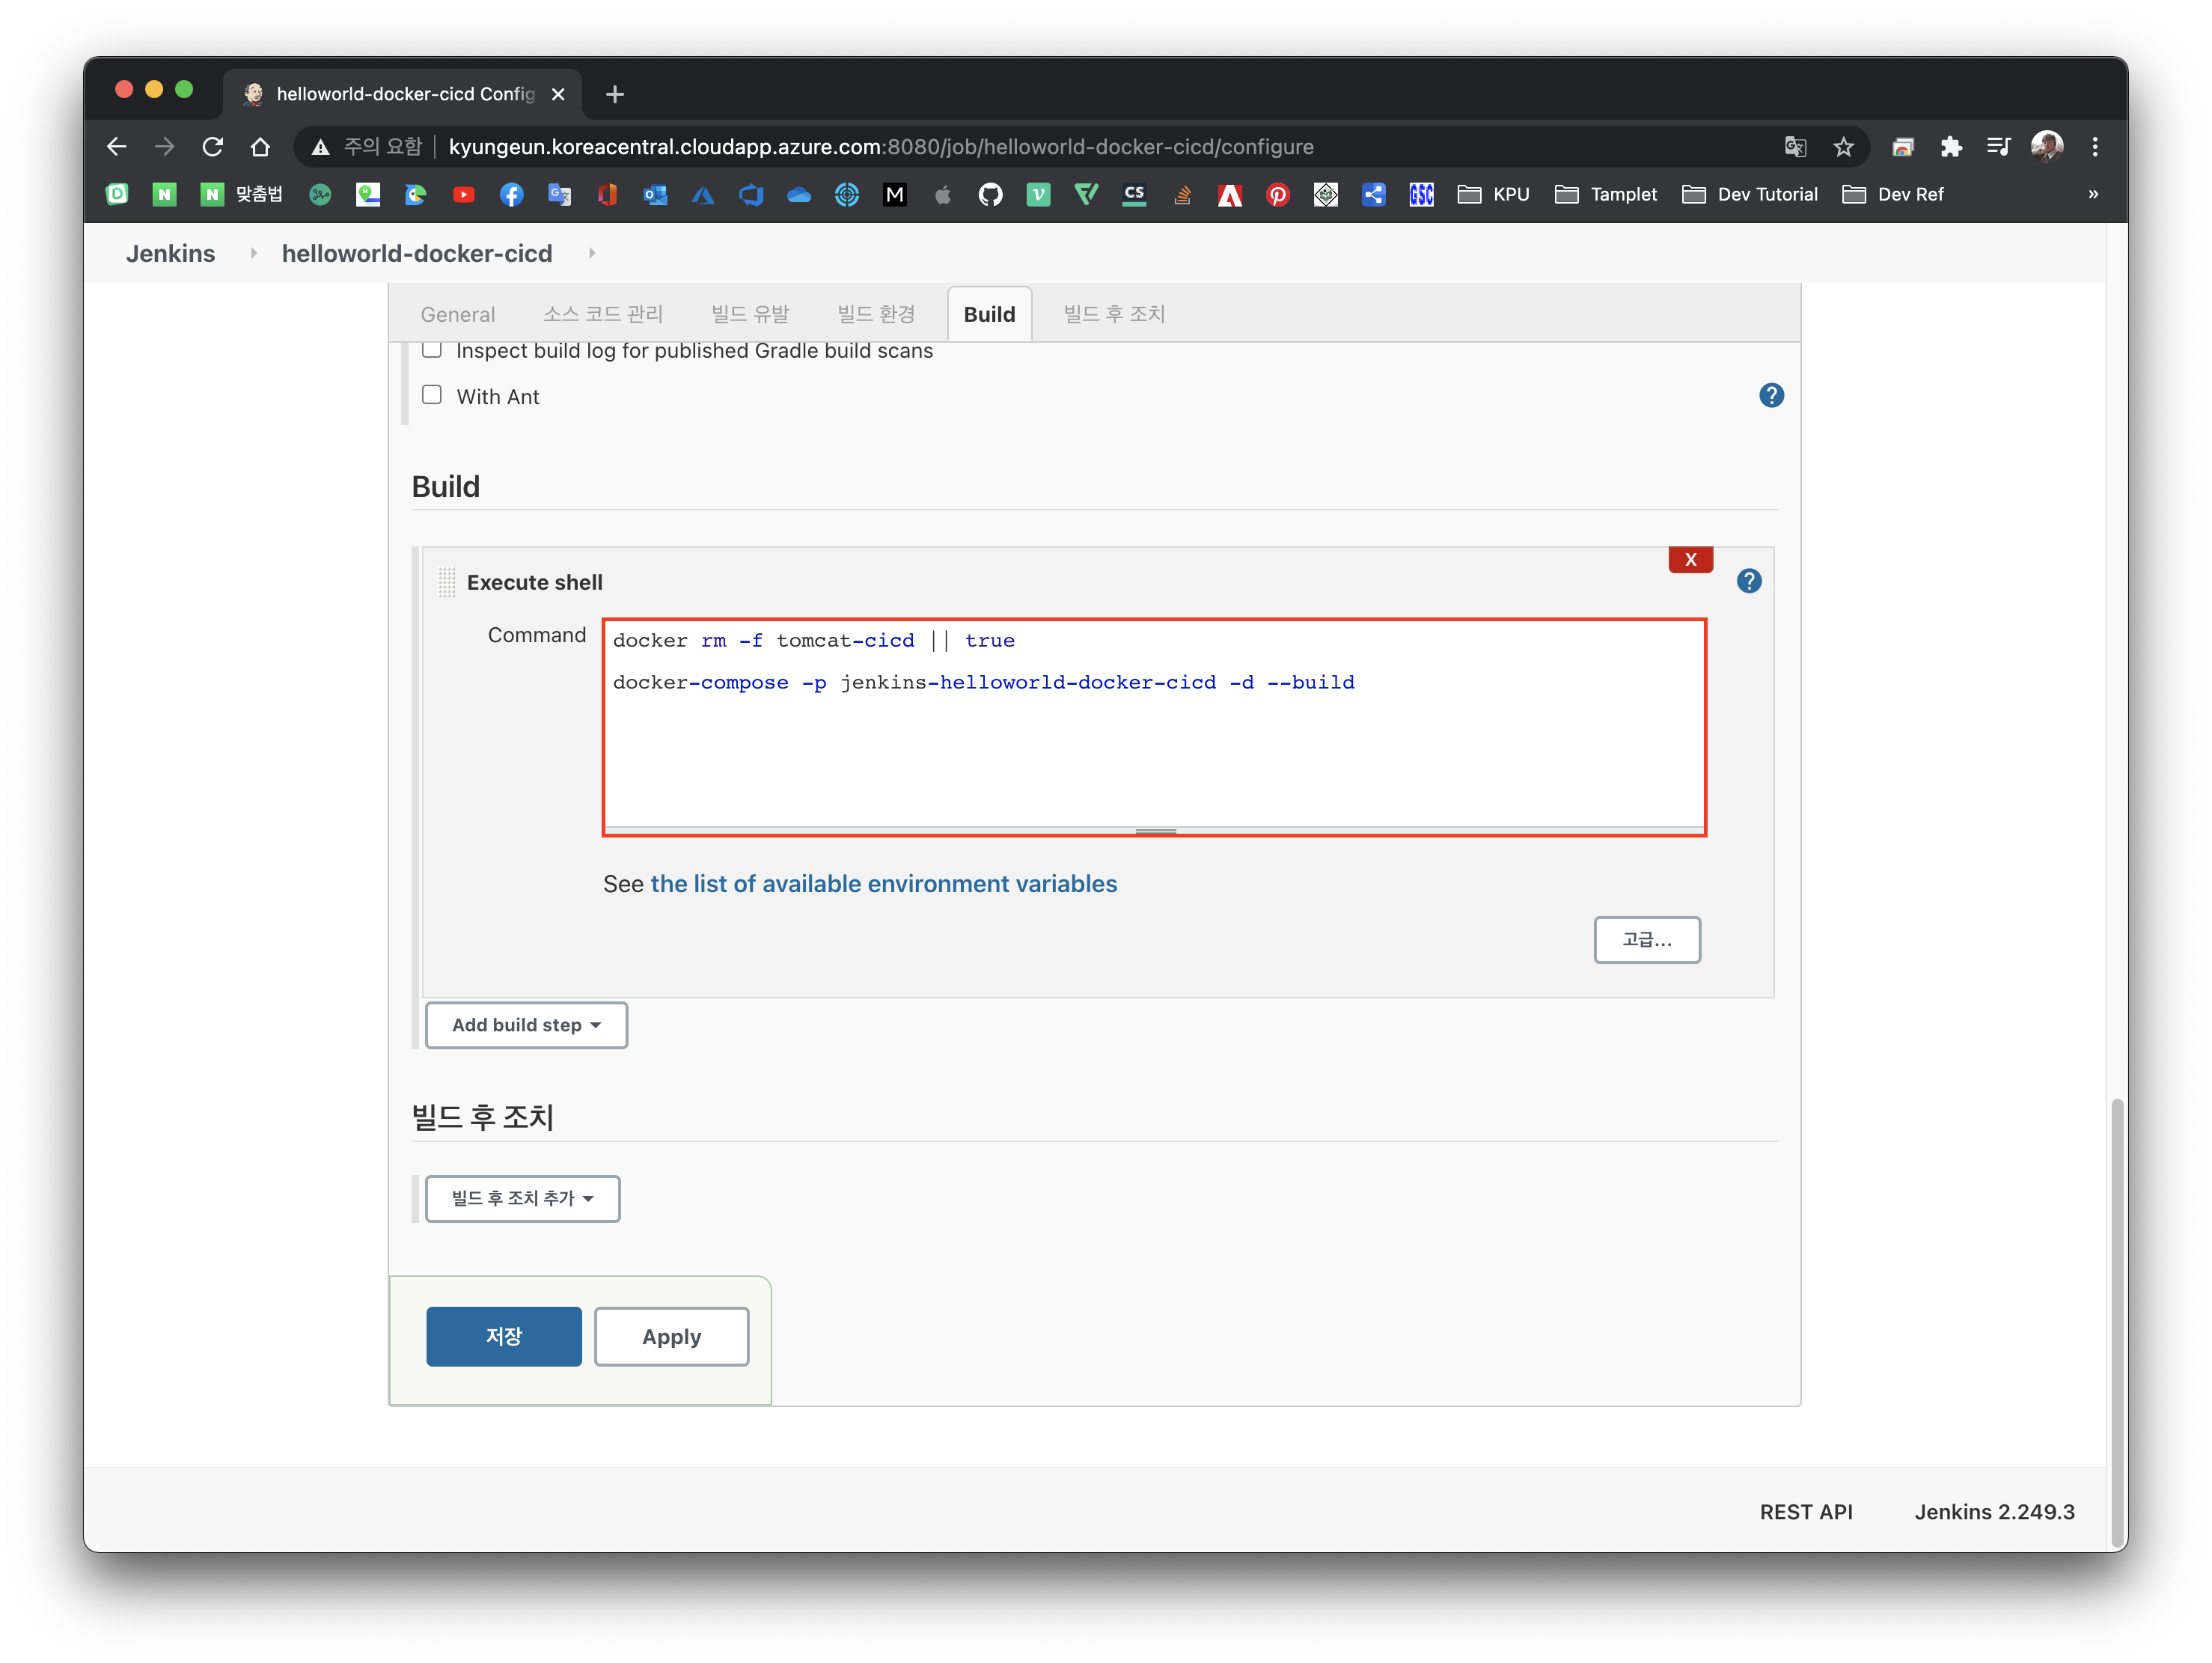 helloworld-docker-cicd Config
주의 요함 kyungeun.koreacentral.cloudapp.azure.com:8080/job/helloworld-docker-cicd/configure
맞춤법 M CS GSC KPU Tamplet Dev Tutorial Dev Ref »
Jenkins helloworld-docker-cicd
General 소스 코드 관리 빌드 유발 빌드 환경 Build 빌드 후 조치
Inspect build log for published Gradle build scans
With Ant
?
Build
X
Execute shell
?
Command
docker rm -f tomcat-cicd || true
docker-compose -p jenkins-helloworld-docker-cicd -d --build
See the list of available environment variables
고급...
Add build step
빌드 후 조치
빌드 후 조치 추가
저장 Apply
REST API Jenkins 2.249.3